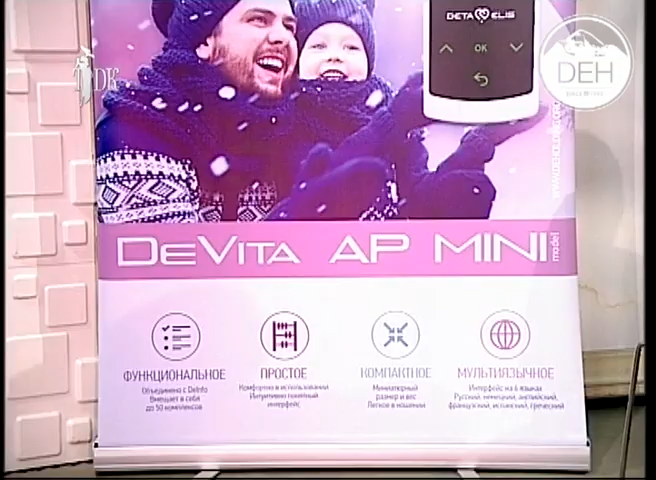 DETA ELIS
OK
DEH
DEVITA AP MINI
model
ФУНКЦИОНАЛЬНОЕ
Объединено с DeInfo
Вмещает в себя
до 50 комплексов
ПРОСТОЕ
Комфортно в использовании
Интуитивно понятный
интерфейс
КОМПАКТНОЕ
Миниатюрный
размер и вес
Легкое в ношении
МУЛЬТИЯЗЫЧНОЕ
Интерфейс на 6 языках
Русский, немецкий, английский,
французский, испанский, греческий